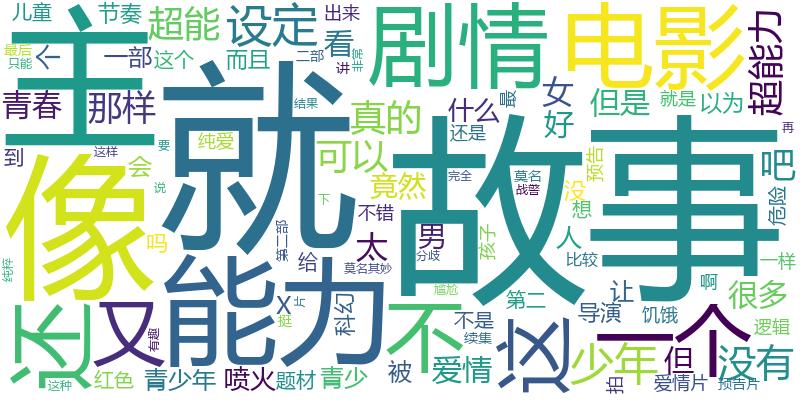 儿童 节奏 超能 设定 出来 剧情 电影 个
最后 只能 主 一部 这个 而且 看 二部 讲 非常 超能力
青春 那样 就 结果 真的 什么 最 女 但是 就是 以为
到 这样 会 要 纯爱 可以 还是 好 故事 预告 吧 再
像 说 竟然 完全 莫名 战警 没 危险
吗 下 不错 男 孩子 想
纯粹 能力 第二部 给 太 分歧 人 比较 一样
还 又 有趣 X 片 莫名其妙 科幻 不 尴尬 第二 让 啊 很多
挺 不是 续集 这 导演 饥饿 一个 逻辑
这种 红色 青少年 喷火 题材 青少 被 爱情 少年 拍 但 没有
爱情片 预告片